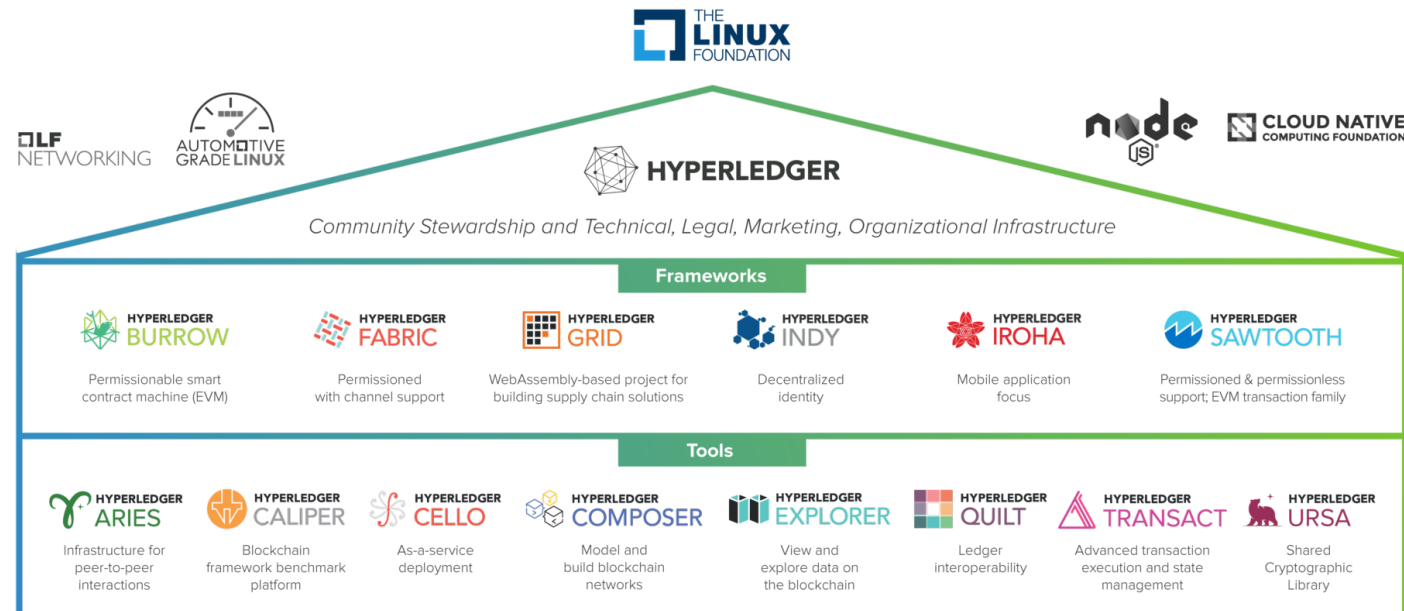 THE
LINUX
FOUNDATION
LF
NETWORKING
AUTOMOTIVE
GRADE LINUX
node
JS
CLOUD NATIVE
COMPUTING FOUNDATION
HYPERLEDGER
Community Stewardship and Technical, Legal, Marketing, Organizational Infrastructure
Frameworks
HYPERLEDGER
BURROW
Permissionable smart
contract machine (EVM)
HYPERLEDGER
FABRIC
Permissioned
with channel support
HYPERLEDGER
GRID
WebAssembly-based project for
building supply chain solutions
HYPERLEDGER
INDY
Decentralized
identity
HYPERLEDGER
IROHA
Mobile application
focus
HYPERLEDGER
SAWTOOTH
Permissioned & permissionless
support; EVM transaction family
Tools
HYPERLEDGER
ARIES
Infrastructure for
peer-to-peer
interactions
HYPERLEDGER
CALIPER
Blockchain
framework benchmark
platform
HYPERLEDGER
CELLO
As-a-service
deployment
HYPERLEDGER
COMPOSER
Model and
build blockchain
networks
HYPERLEDGER
EXPLORER
View and
explore data on
the blockchain
HYPERLEDGER
QUILT
Ledger
interoperability
HYPERLEDGER
TRANSACT
Advanced transaction
execution and state
management
HYPERLEDGER
URSA
Shared
Cryptographic
Library